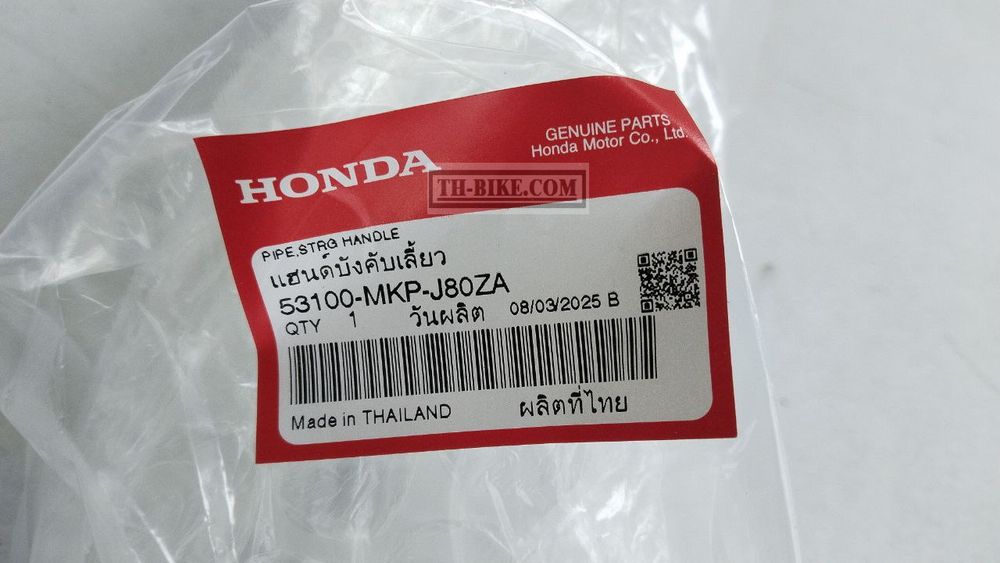 GENUINE PARTS
Honda Motor Co., Ltd.
HONDA
TH-BIKE.COM
PIPE,STRG HANDLE
แฮนด์บังคับเลี้ยว
53100-MKP-J80ZA
QTY 1 วันผลิต 08/03/2025 B
Made in THAILAND ผลิตที่ไทย